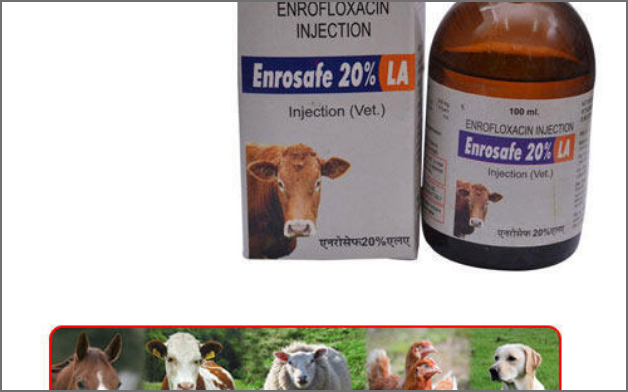 ENROFLOXACIN
INJECTION
Enrosafe 20% LA
Injection (Vet.)
एनरोसेफ20%एलए
100 ml.
ENROFLOXACIN INJECTION
Enrosafe 20% LA
Injection (Vet.)
एनरोसेफ 20%एलए